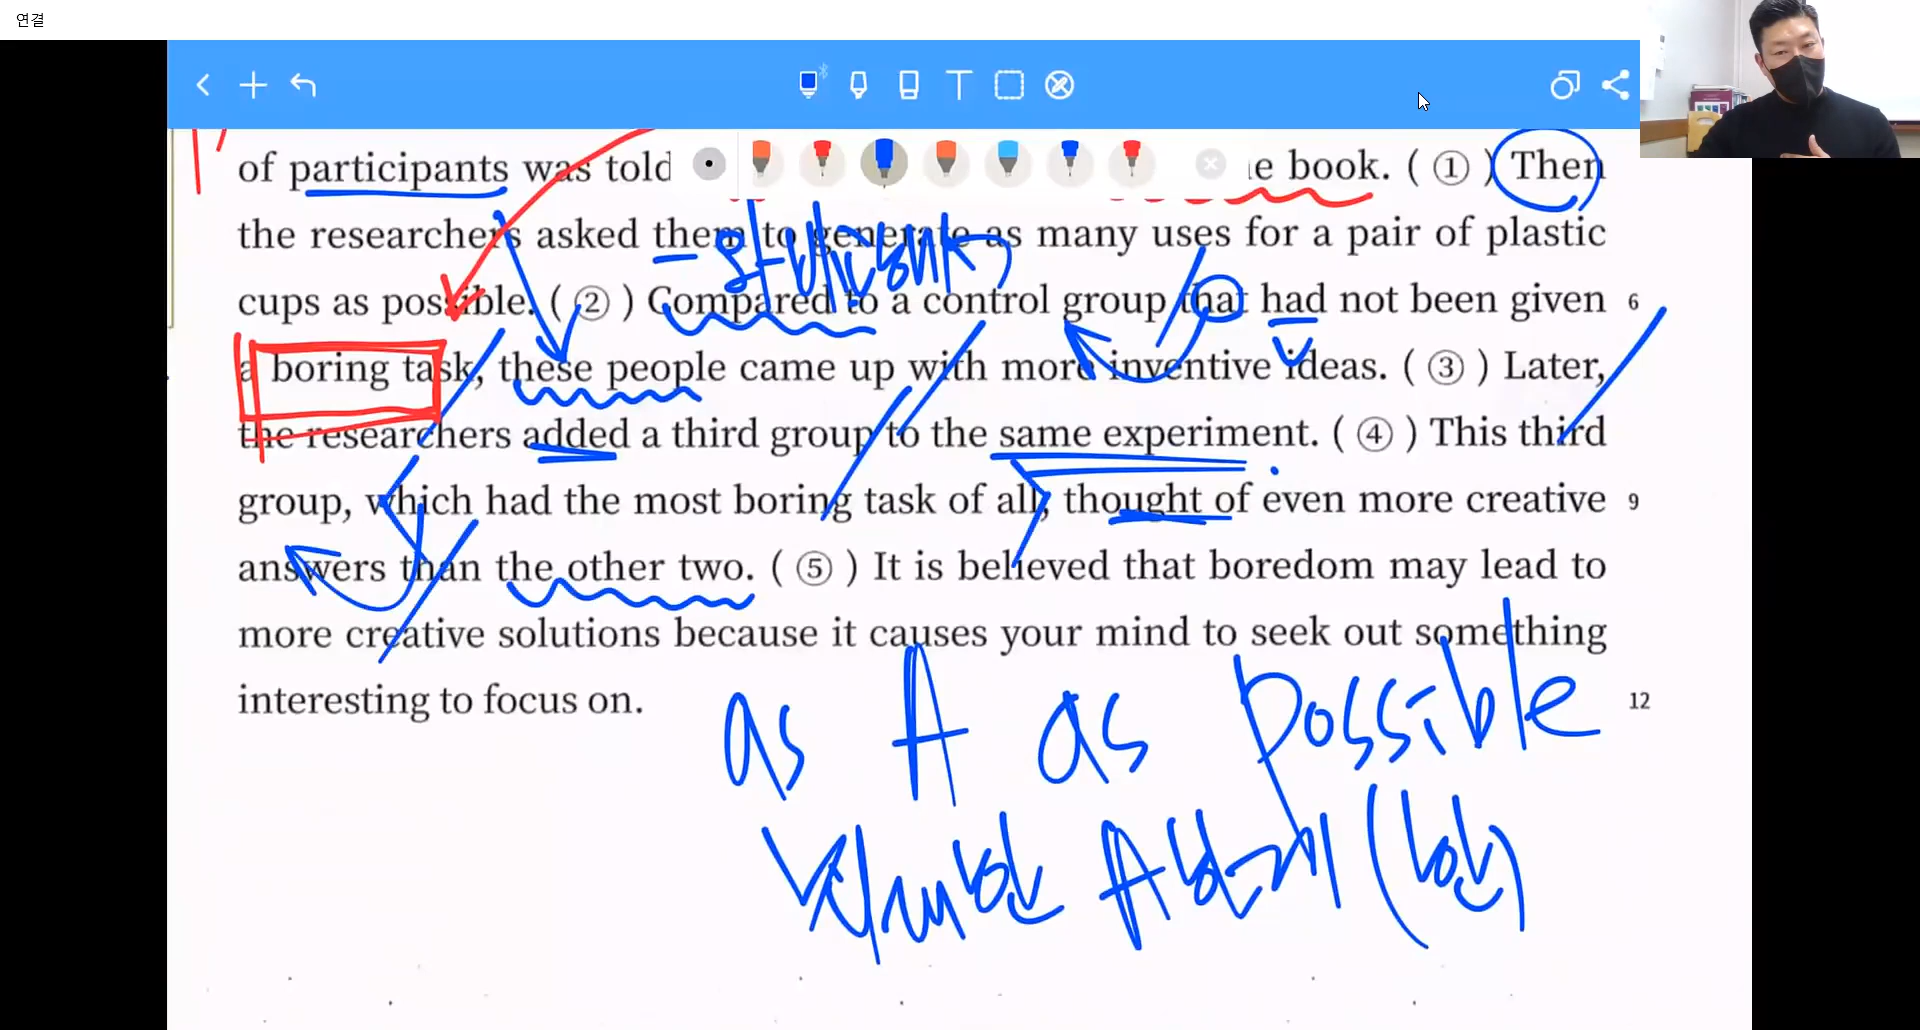 연결
of participants was told
e book. ( ① ) Then
the researchers asked them to generate as many uses for a pair of plastic
cups as possible. ( ② ) Compared to a control group that had not been given 6
a boring task, these people came up with more inventive ideas. ( ③ ) Later,
the researchers added a third group to the same experiment. ( ④ ) This third
group, which had the most boring task of all, thought of even more creative 9
answers than the other two. ( ⑤ ) It is believed that boredom may lead to
more creative solutions because it causes your mind to seek out something
interesting to focus on. 12
as A as possible